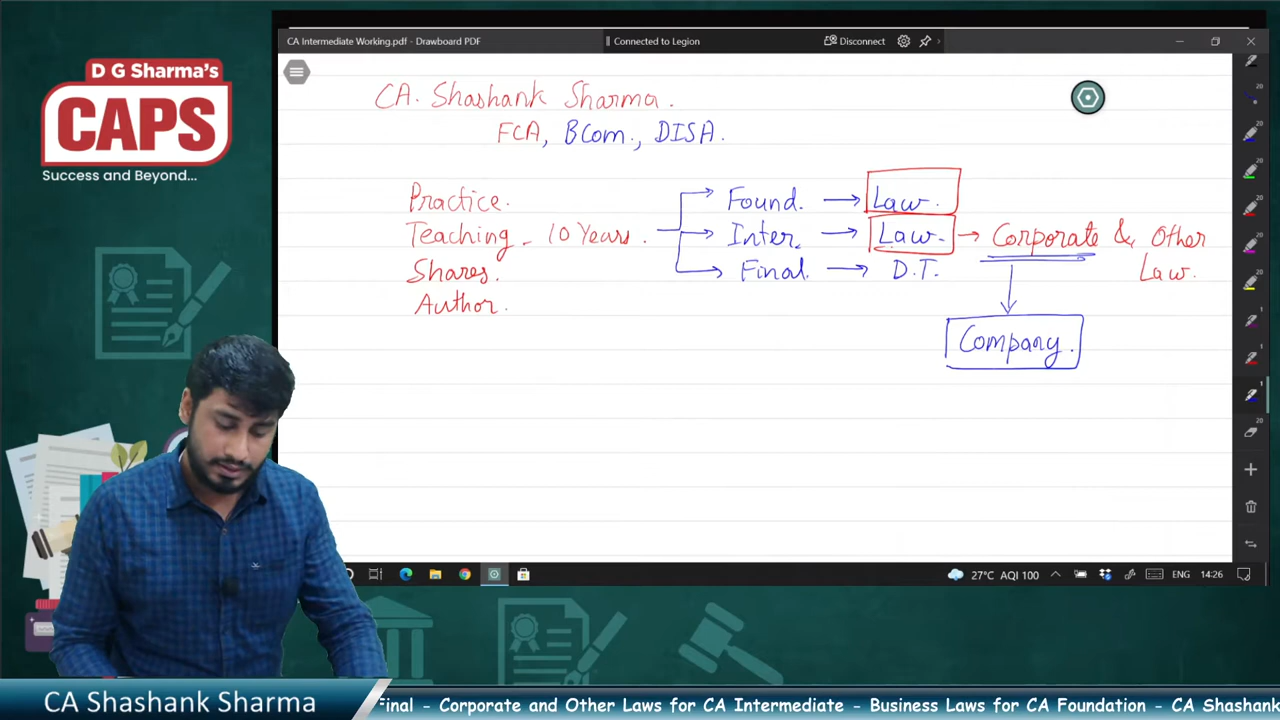 D G Sharma's
CAPS
Success and Beyond...
CA Intermediate Working.pdf - Drawboard PDF
Connected to Legion
Disconnect
CA. Shashank Sharma.
FCA, BCom., DISA.
Practice.
Teaching - 10 Years.
Shares.
Author.
Found. → Law.
Inter. → Law. → Corporate & Other Law.
Final. → D.T.
Company.
27°C AQI 100
ENG
14:26
CA Shashank Sharma
Final - Corporate and Other Laws for CA Intermediate - Business Laws for CA Foundation - CA Shashank